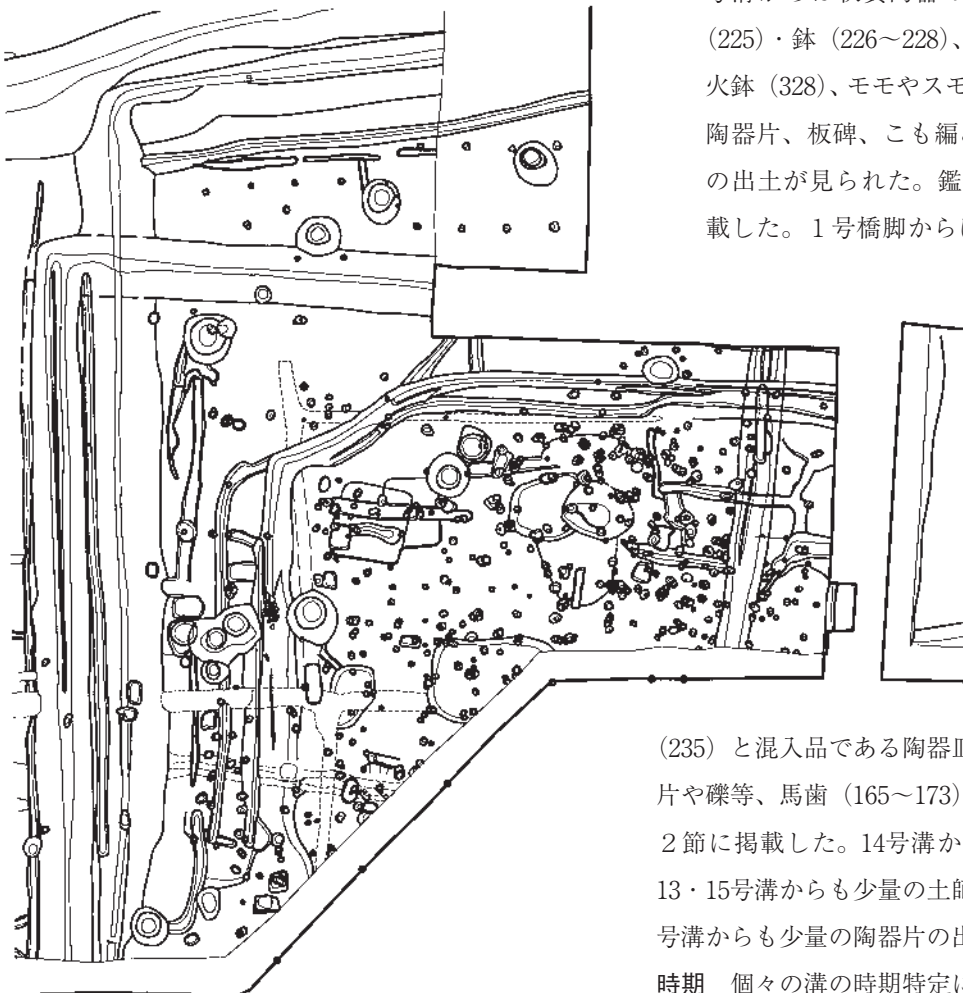 (225)・鉢（226～228）、
火鉢（328）、モモやスモ
陶器片、板碑、こも編
の出土が見られた。鑑
載した。１号橋脚から
(235) と混入品である陶器皿
片や礫等、馬歯（165～173）
２節に掲載した。14号溝か
13・15号溝からも少量の土師
号溝からも少量の陶器片の出
時期　個々の溝の時期特定に